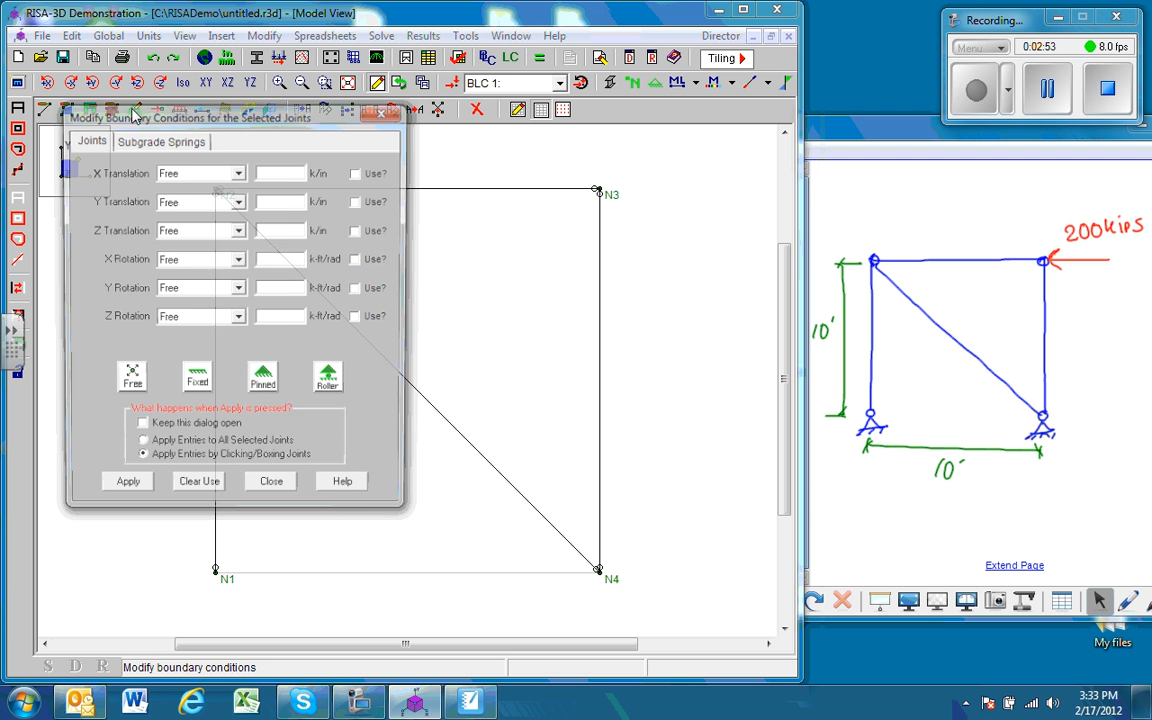 RISA-3D Demonstration - [C:\RISADemo\untitled.r3d] - [Model View]
File Edit Global Units View Insert Modify Spreadsheets Solve Results Tools Window Help Director
LC Tiling
Iso XY XZ YZ BLC 1: ML
Modify Boundary Conditions for the Selected Joints
Joints Subgrade Springs
X Translation Free k/in Use?
Y Translation Free k/in Use?
Z Translation Free k/in Use?
X Rotation Free k-ft/rad Use?
Y Rotation Free k-ft/rad Use?
Z Rotation Free k-ft/rad Use?
Free Fixed Pinned Roller
What happens when Apply is pressed?
Keep this dialog open
Apply Entries to All Selected Joints
Apply Entries by Clicking/Boxing Joints
Apply Clear Use Close Help
N3
N1
N4
S D R Modify boundary conditions
Recording...
Menu 0:02:53 8.0 fps
200kips
10'
10'
Extend Page
My files
3:33 PM
2/17/2012